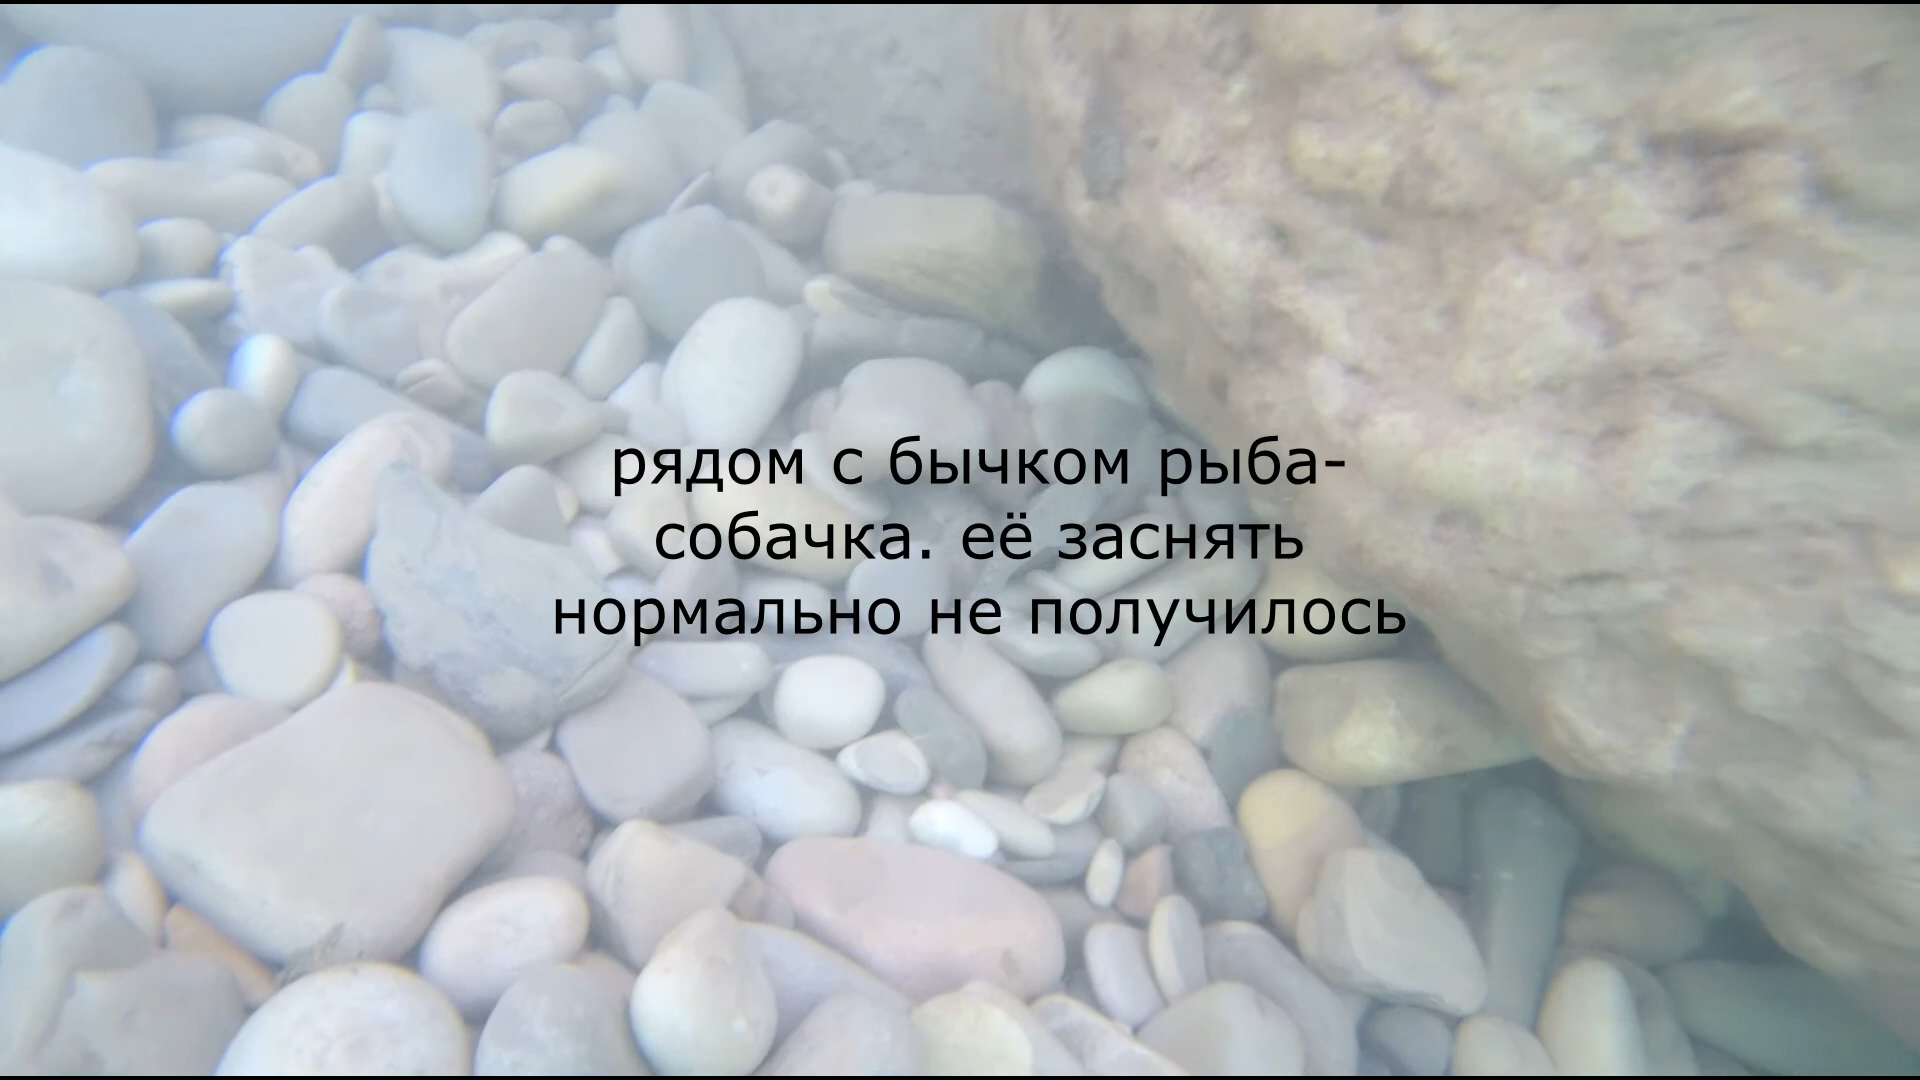 рядом с бычком рыба-
собачка. её заснять
нормально не получилось